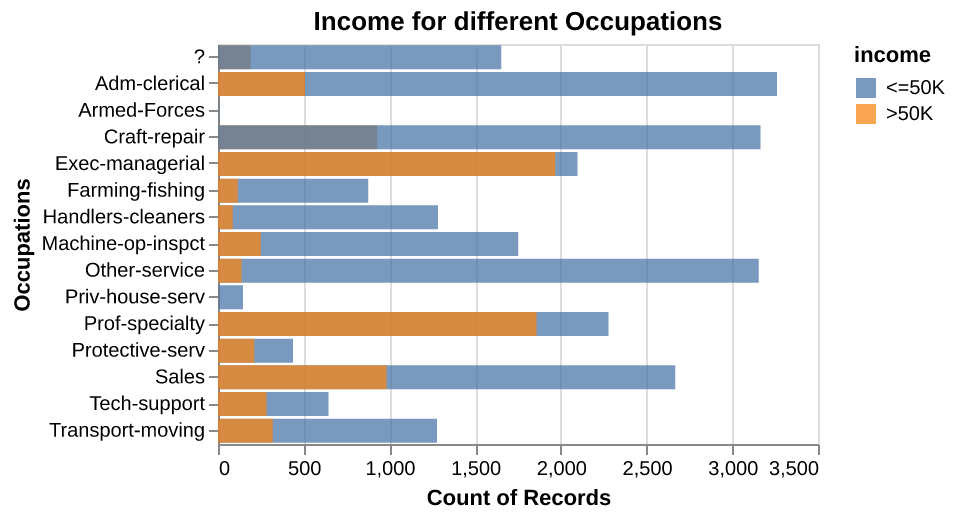 Income for different Occupations
income
<=50K
>50K
Occupations
?
Adm-clerical
Armed-Forces
Craft-repair
Exec-managerial
Farming-fishing
Handlers-cleaners
Machine-op-inspct
Other-service
Priv-house-serv
Prof-specialty
Protective-serv
Sales
Tech-support
Transport-moving
0 500 1,000 1,500 2,000 2,500 3,000 3,500
Count of Records